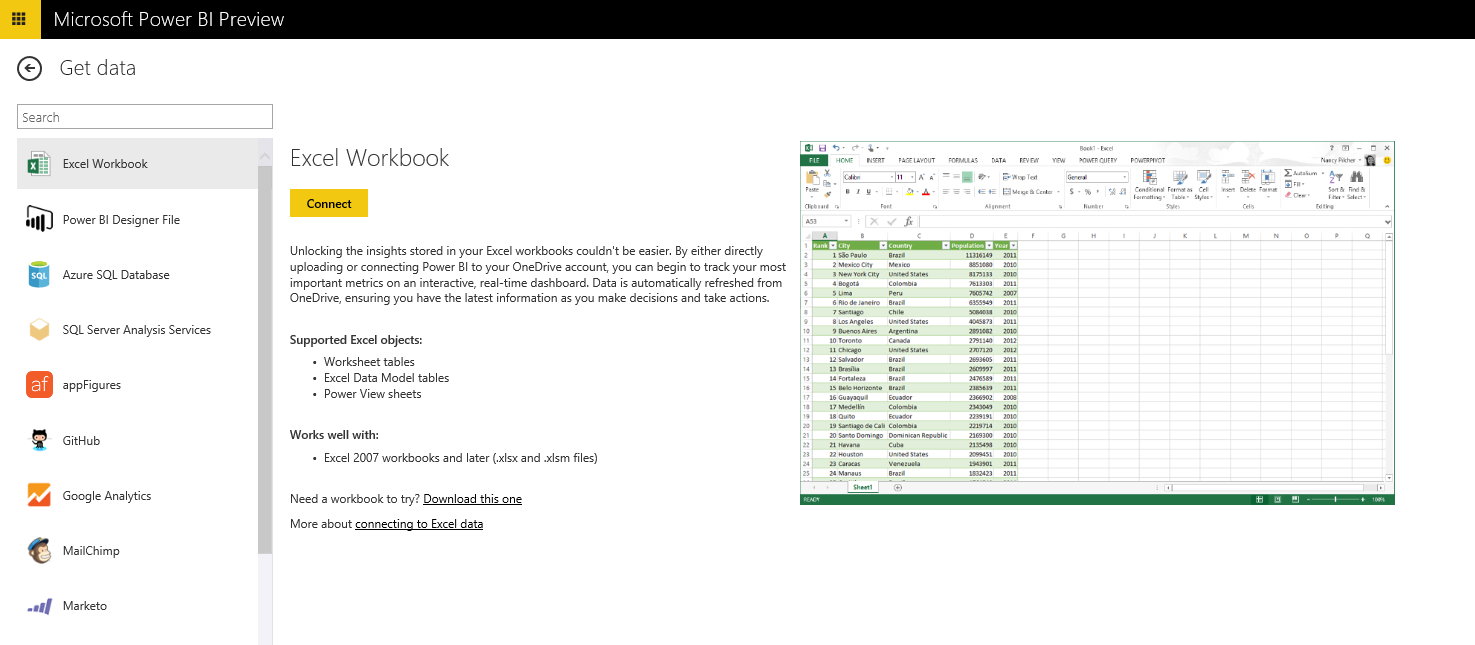 Microsoft Power BI Preview
Get data
Search
Excel Workbook
Power BI Designer File
SQL
Azure SQL Database
SQL Server Analysis Services
af
appFigures
GitHub
Google Analytics
MailChimp
Marketo
Excel Workbook
Connect
Unlocking the insights stored in your Excel workbooks couldn't be easier. By either directly
uploading or connecting Power BI to your OneDrive account, you can begin to track your most
important metrics on an interactive, real-time dashboard. Data is automatically refreshed from
OneDrive, ensuring you have the latest information as you make decisions and take actions.
Supported Excel objects:
• Worksheet tables
• Excel Data Model tables
• Power View sheets
Works well with:
• Excel 2007 workbooks and later (.xlsx and .xlsm files)
Need a workbook to try? Download this one
More about connecting to Excel data
Book1 - Excel
FILE HOME INSERT PAGE LAYOUT FORMULAS DATA REVIEW VIEW POWER QUERY POWERPIVOT Nancy Pilcher
Calibri 11 Wrap Text General AutoSum
Paste B I U Merge & Center $ % Conditional Format as Cell Insert Delete Format Fill Sort & Find &
Formatting Table Styles Clear Filter Select
Clipboard Font Alignment Number Styles Cells Editing
A53 fx
A B C D E F G H I J K L M N O P Q
1 Rank City Country Population Year
2 1 São Paulo Brazil 11316149 2011
3 2 Mexico City Mexico 8851080 2010
4 3 New York City United States 8175133 2010
5 4 Bogotá Colombia 7613303 2011
6 5 Lima Peru 7605742 2007
7 6 Rio de Janeiro Brazil 6355949 2011
8 7 Santiago Chile 5084038 2010
9 8 Los Angeles United States 4045873 2011
10 9 Buenos Aires Argentina 2891082 2010
11 10 Toronto Canada 2791140 2012
12 11 Chicago United States 2707120 2012
13 12 Salvador Brazil 2693605 2011
14 13 Brasília Brazil 2609997 2011
15 14 Fortaleza Brazil 2476589 2011
16 15 Belo Horizonte Brazil 2385639 2011
17 16 Guayaquil Ecuador 2366902 2008
18 17 Medellín Colombia 2343049 2010
19 18 Quito Ecuador 2239191 2010
20 19 Santiago de Cali Colombia 2219714 2010
21 20 Santo Domingo Dominican Republic 2169300 2010
22 21 Havana Cuba 2135498 2010
23 22 Houston United States 2099451 2010
24 23 Caracas Venezuela 1943901 2011
25 24 Manaus Brazil 1832423 2011
Sheet1
READY 100%